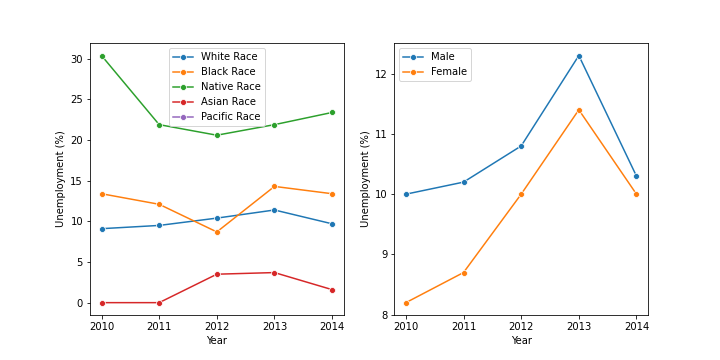 30
25
20
15
10
5
0
Unemployment (%)
2010 2011 2012 2013 2014
Year
White Race
Black Race
Native Race
Asian Race
Pacific Race
12
11
10
9
8
Unemployment (%)
2010 2011 2012 2013 2014
Year
Male
Female